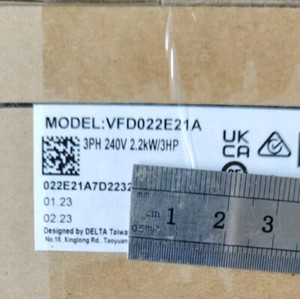 MODEL:VFD022E21A
3PH 240V 2.2kW/3HP
UK
CA
022E21A7D2232
01.23
02.23
Designed by DELTA Taiwa
No.18, Xinglong Rd., Taoyuan
cm 1 2 3
0.5mm